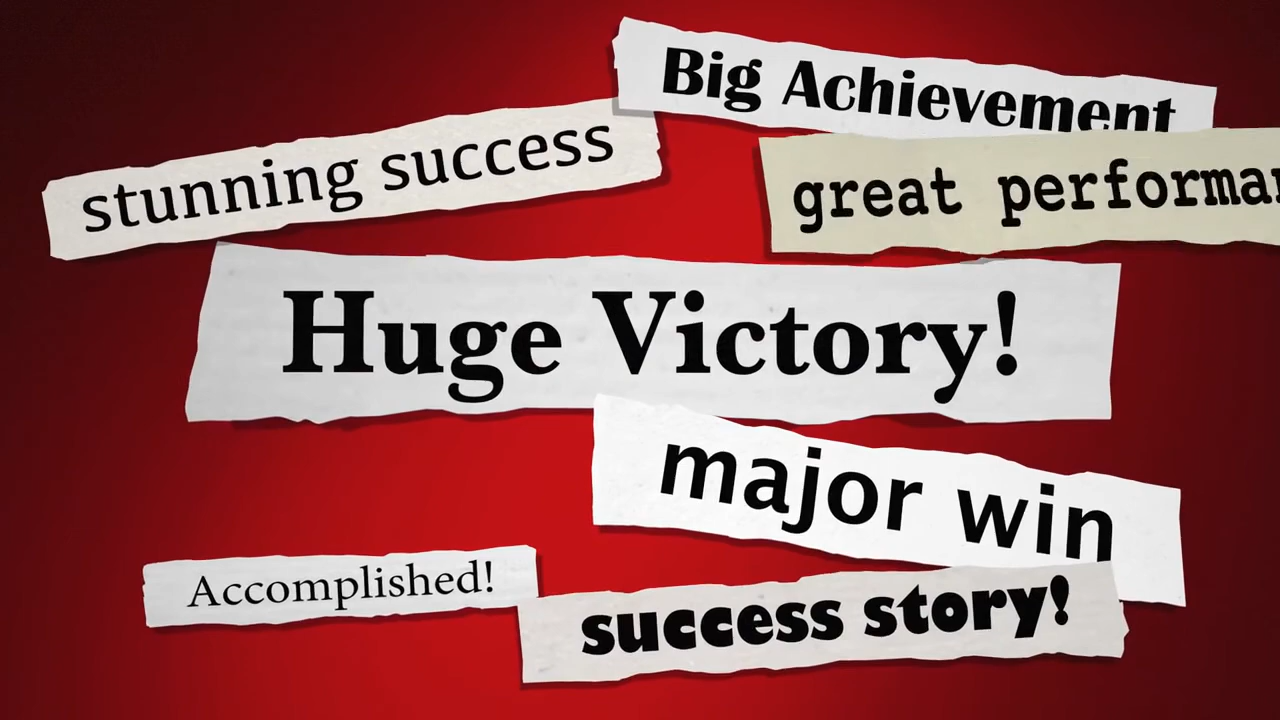 Big Achievement
stunning success
great performa
Huge Victory!
major win
Accomplished!
success story!